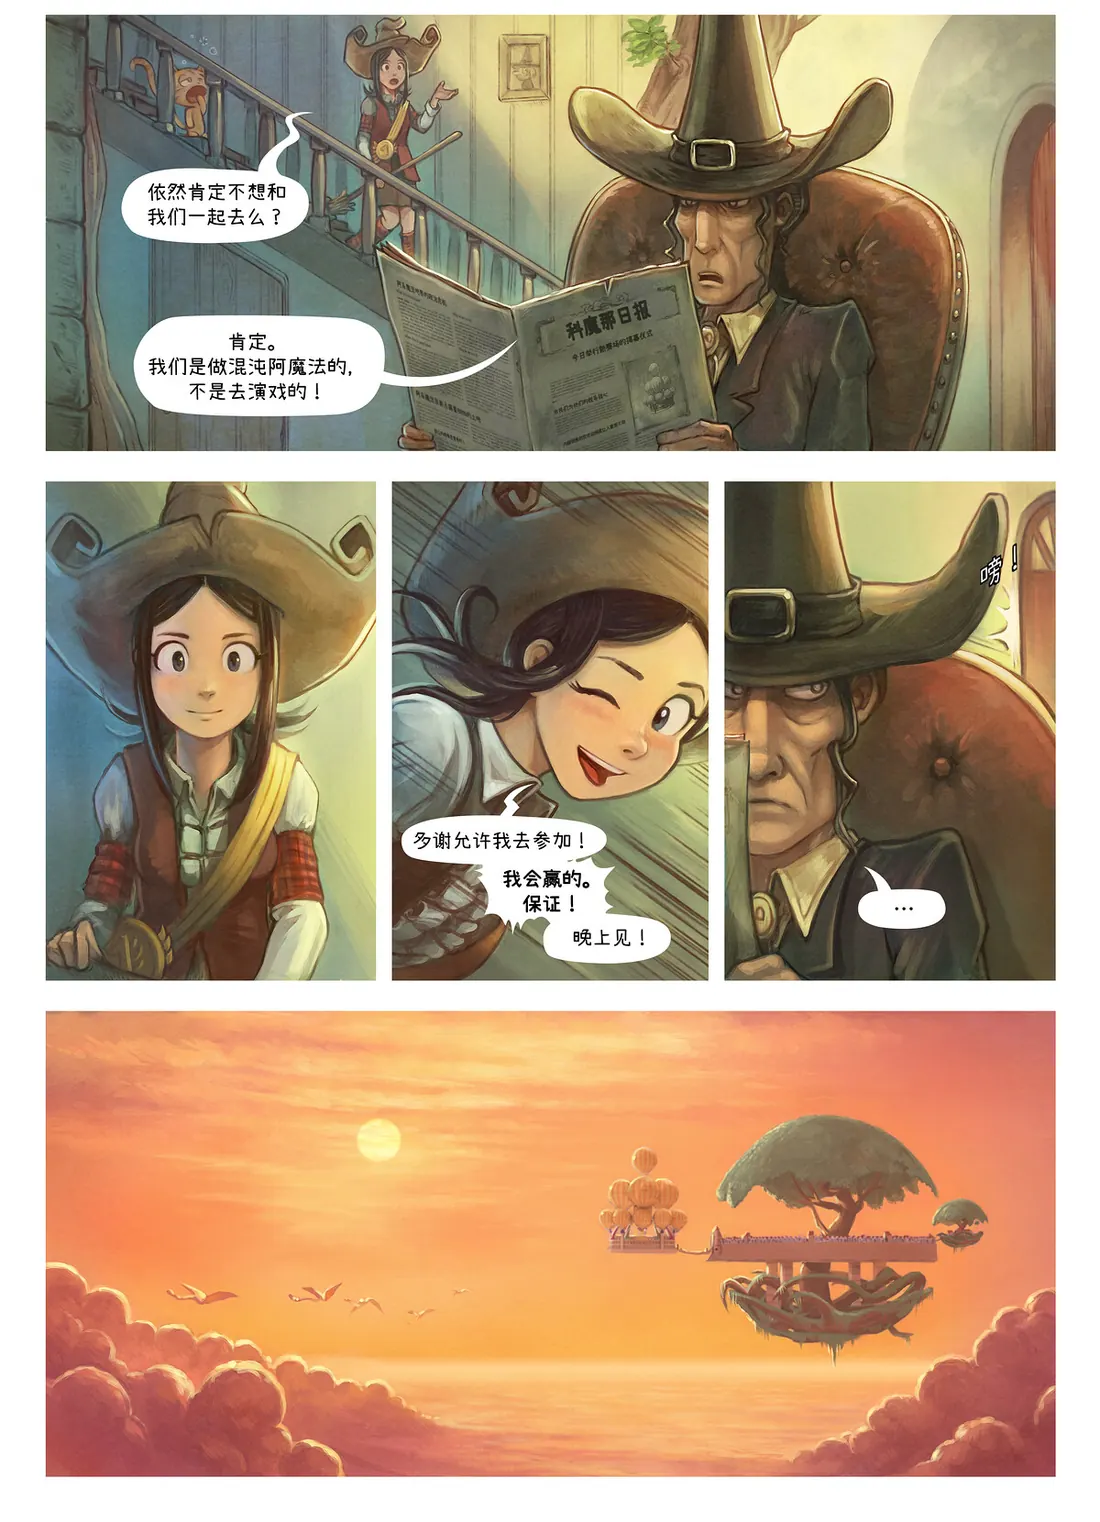 依然肯定不想和
我们一起去么？
肯定。
我们是做混沌阿魔法的，
不是去演戏的！
科魔那日报
多谢允许我去参加！
我会赢的。
保证！
晚上见！
嗙！
…